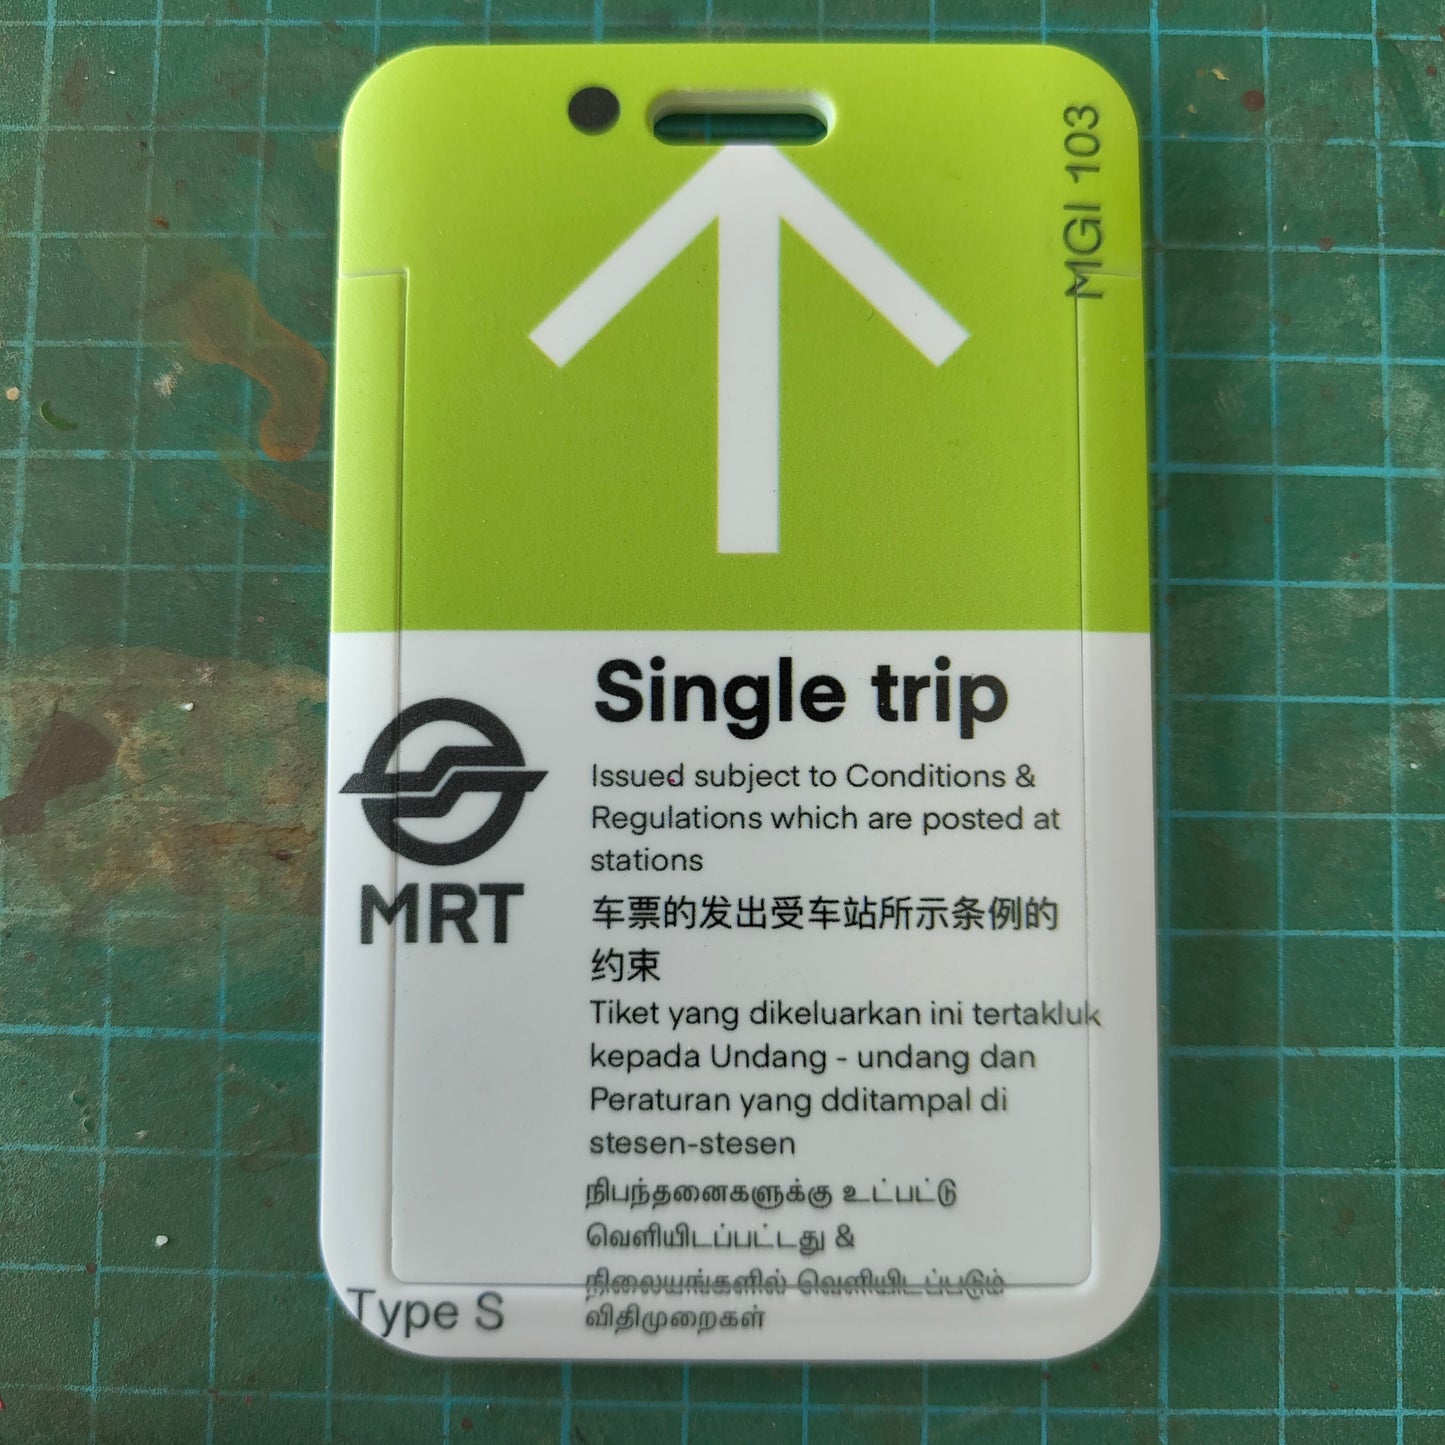 MGI 103
Single trip
Issued subject to Conditions &
Regulations which are posted at
stations
车票的发出受车站所示条例的
约束
Tiket yang dikeluarkan ini tertakluk
kepada Undang - undang dan
Peraturan yang dditampal di
stesen-stesen
நிபந்தனைகளுக்கு உட்பட்டு
வெளியிடப்பட்டது &
நிலையங்களில் வெளியிடப்படும்
விதிமுறைகள்
MRT
Type S